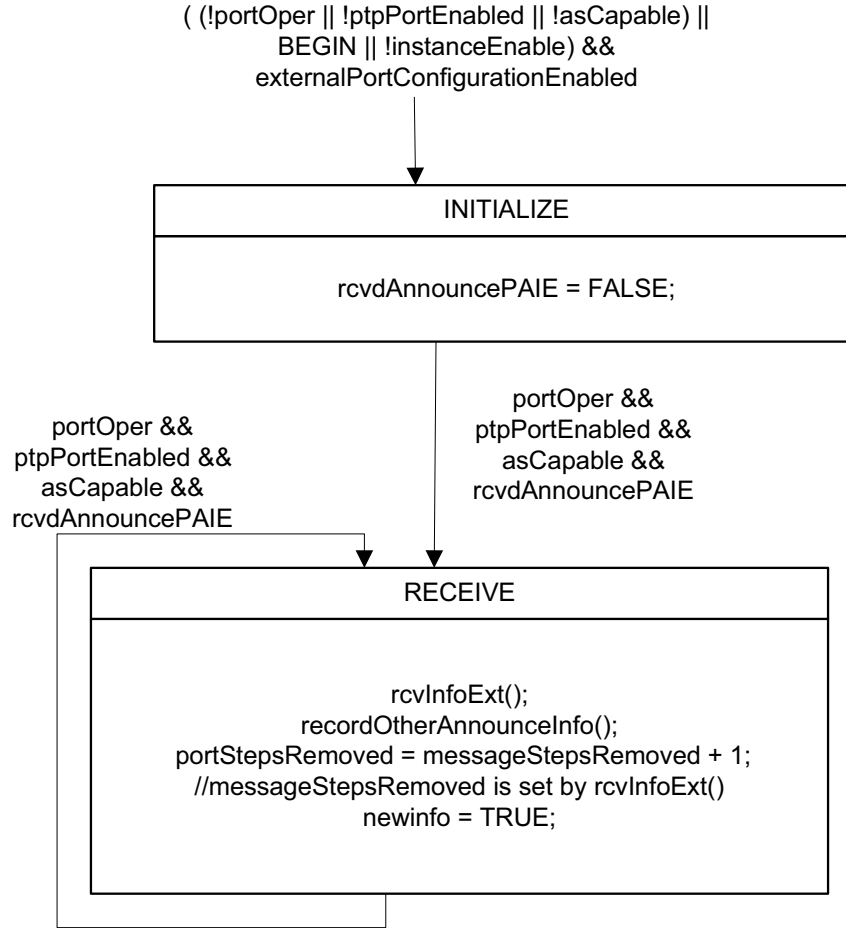 ( (!portOper || !ptpPortEnabled || !asCapable) ||
BEGIN || !instanceEnable) &&
externalPortConfigurationEnabled
INITIALIZE
rcvdAnnouncePAIE = FALSE;
portOper &&
ptpPortEnabled &&
asCapable &&
rcvdAnnouncePAIE
portOper &&
ptpPortEnabled &&
asCapable &&
rcvdAnnouncePAIE
RECEIVE
rcvInfoExt();
recordOtherAnnounceInfo();
portStepsRemoved = messageStepsRemoved + 1;
//messageStepsRemoved is set by rcvInfoExt()
newinfo = TRUE;